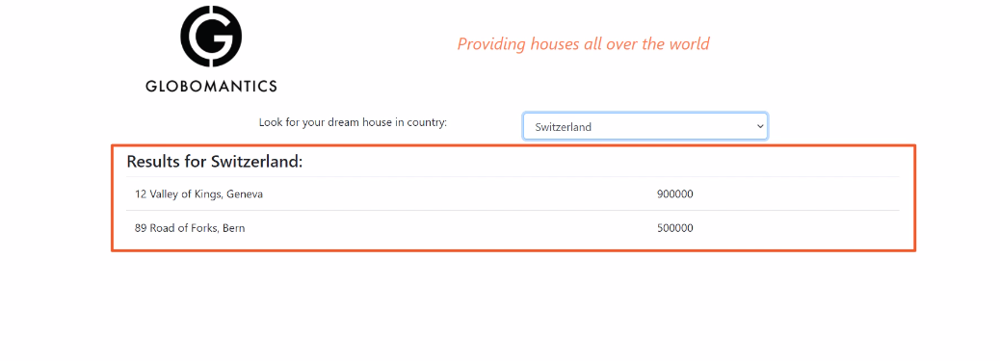 GLOBOMANTICS
Providing houses all over the world
Look for your dream house in country:
Switzerland
Results for Switzerland:
12 Valley of Kings, Geneva 900000
89 Road of Forks, Bern 500000